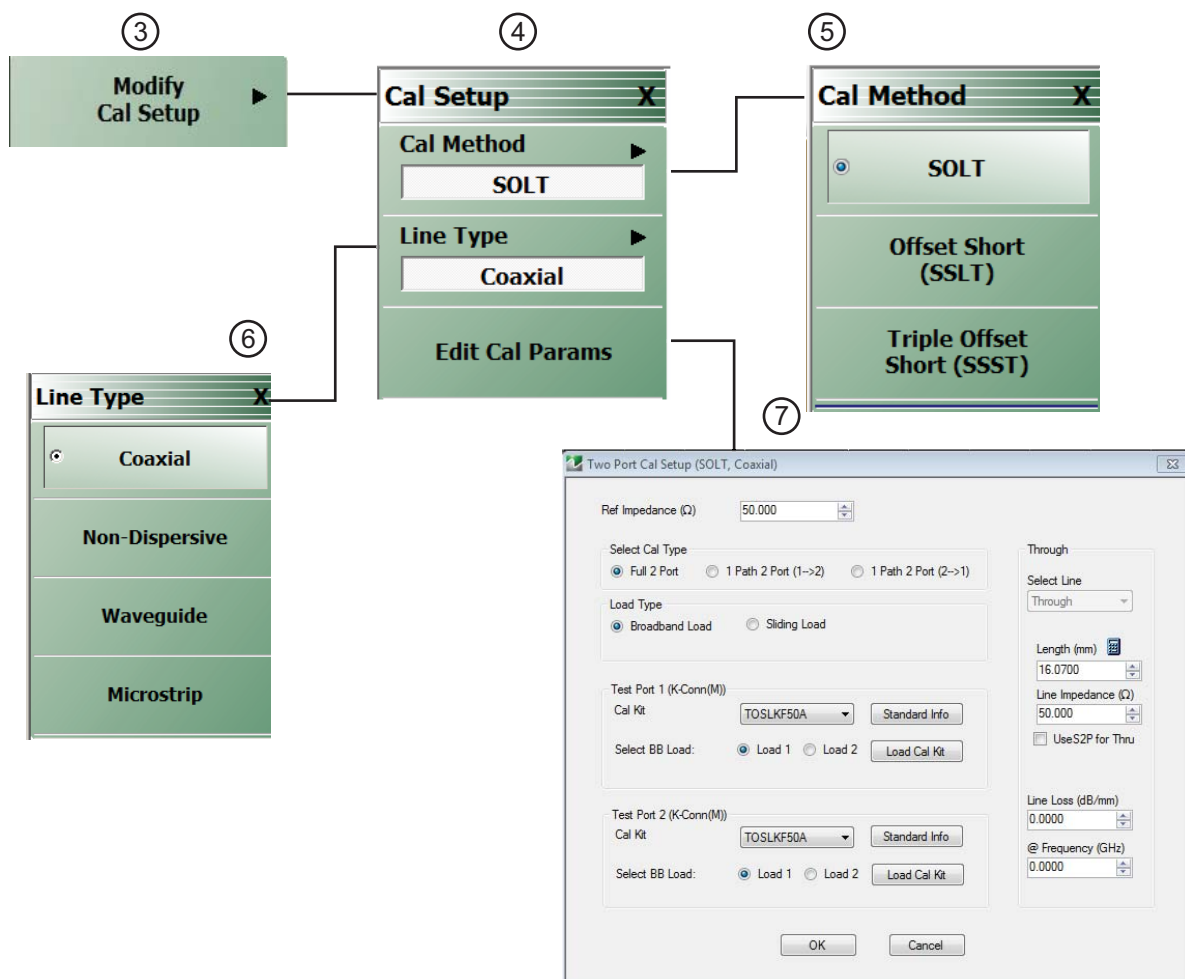 3
Modify
Cal Setup
4
Cal Setup X
Cal Method
SOLT
Line Type
Coaxial
Edit Cal Params
5
Cal Method X
SOLT
Offset Short
(SSLT)
Triple Offset
Short (SSST)
6
Line Type X
Coaxial
Non-Dispersive
Waveguide
Microstrip
7
Two Port Cal Setup (SOLT, Coaxial)
Ref Impedance (Ω) 50.000
Select Cal Type
Full 2 Port 1 Path 2 Port (1-->2) 1 Path 2 Port (2-->1)
Load Type
Broadband Load Sliding Load
Test Port 1 (K-Conn(M))
Cal Kit TOSLKF50A Standard Info
Select BB Load: Load 1 Load 2 Load Cal Kit
Test Port 2 (K-Conn(M))
Cal Kit TOSLKF50A Standard Info
Select BB Load: Load 1 Load 2 Load Cal Kit
Through
Select Line
Through
Length (mm)
16.0700
Line Impedance (Ω)
50.000
UseS2P for Thru
Line Loss (dB/mm)
0.0000
@ Frequency (GHz)
0.0000
OK Cancel